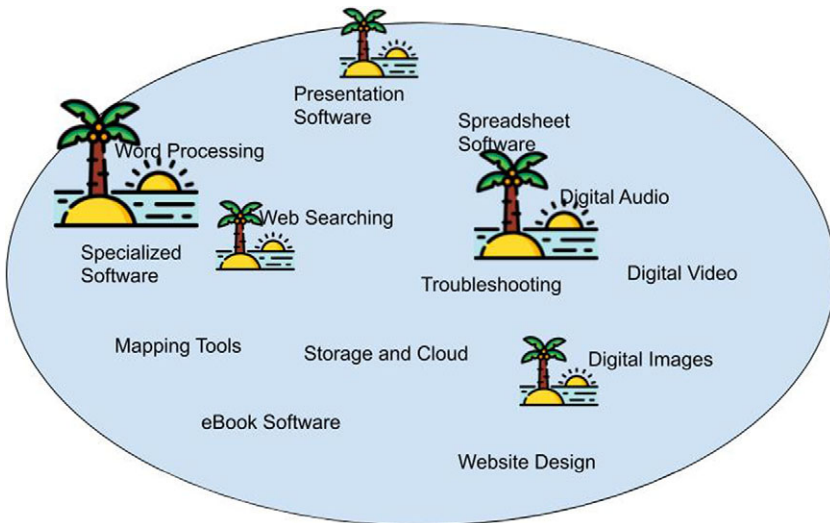 Presentation
Software
Spreadsheet
Software
Word Processing
Digital Audio
Web Searching
Specialized
Software
Digital Video
Troubleshooting
Mapping Tools
Storage and Cloud
Digital Images
eBook Software
Website Design